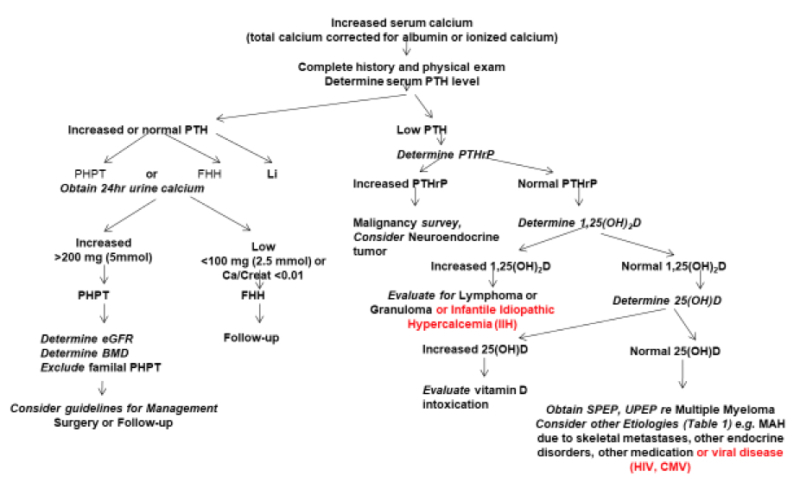 Increased serum calcium
(total calcium corrected for albumin or ionized calcium)
Complete history and physical exam
Determine serum PTH level
Increased or normal PTH
Low PTH
Determine PTHrP
PHPT or FHH Li
Obtain 24hr urine calcium
Increased PTHrP
Normal PTHrP
Malignancy survey,
Consider Neuroendocrine
tumor
Determine 1,25(OH)₂D
Increased
>200 mg (5mmol)
Low
<100 mg (2.5 mmol) or
Ca/Creat <0.01
Increased 1,25(OH)₂D
Normal 1,25(OH)₂D
PHPT
FHH
Evaluate for Lymphoma or
Granuloma or Infantile Idiopathic
Hypercalcemia (IIH)
Determine 25(OH)D
Determine eGFR
Determine BMD
Exclude familal PHPT
Follow-up
Increased 25(OH)D
Normal 25(OH)D
Evaluate vitamin D
intoxication
Consider guidelines for Management
Surgery or Follow-up
Obtain SPEP, UPEP re Multiple Myeloma
Consider other Etiologies (Table 1) e.g. MAH
due to skeletal metastases, other endocrine
disorders, other medication or viral disease
(HIV, CMV)